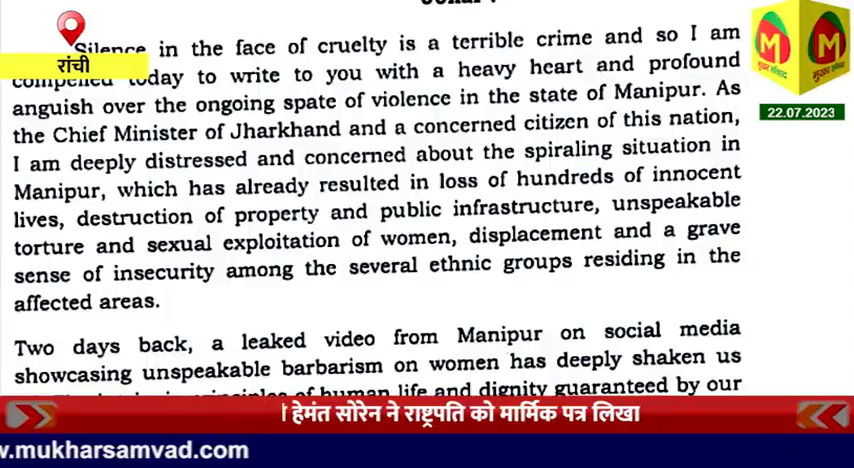 Silence in the face of cruelty is a terrible crime and so I am
रांची
compelled today to write to you with a heavy heart and profound
anguish over the ongoing spate of violence in the state of Manipur. As
the Chief Minister of Jharkhand and a concerned citizen of this nation,
I am deeply distressed and concerned about the spiraling situation in
Manipur, which has already resulted in loss of hundreds of innocent
lives, destruction of property and public infrastructure, unspeakable
torture and sexual exploitation of women, displacement and a grave
sense of insecurity among the several ethnic groups residing in the
affected areas.
Two days back, a leaked video from Manipur on social media
showcasing unspeakable barbarism on women has deeply shaken us
principles of human life and dignity guaranteed by our
M
मुखर संवाद
M
मुखर संवाद
22.07.2023
हेमंत सोरेन ने राष्ट्रपति को मार्मिक पत्र लिखा
w.mukharsamvad.com